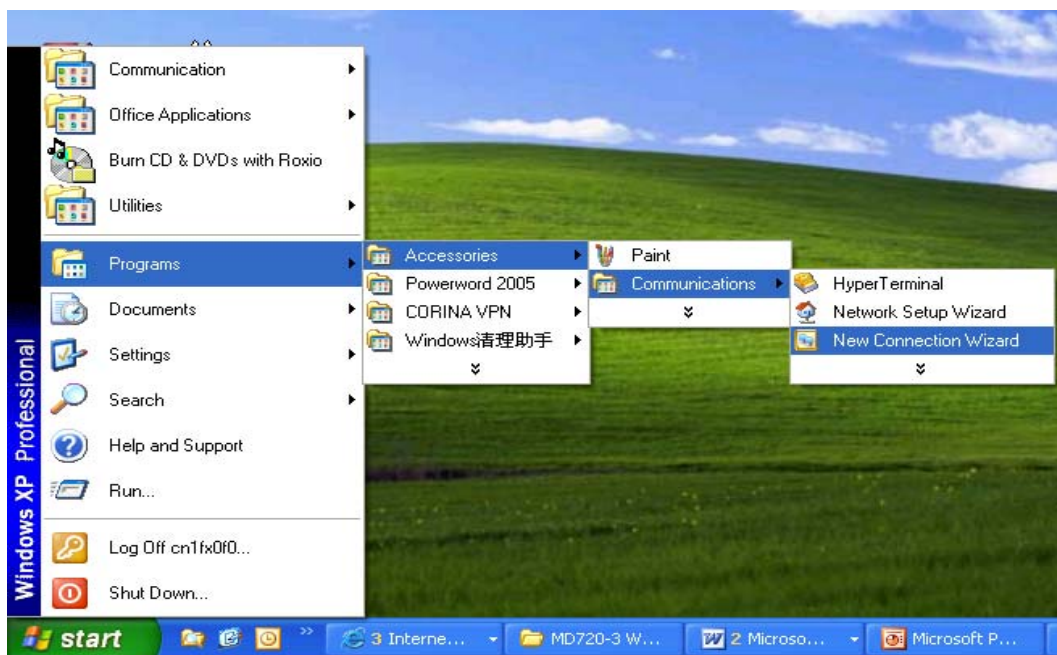 Communication
Office Applications
Burn CD & DVDs with Roxio
Utilities
Programs
Documents
Settings
Search
Help and Support
Run...
Log Off cn1fx0f0...
Shut Down...
Windows XP Professional
Accessories
Powerword 2005
CORINA VPN
Windows清理助手
Paint
Communications
HyperTerminal
Network Setup Wizard
New Connection Wizard
start
3 Interne...
MD720-3 W...
2 Microso...
Microsoft P...